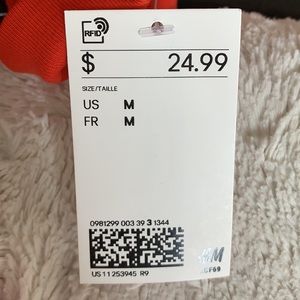 RFID
$ 24.99
SIZE/TAILLE
US M
FR M
0981299 003 39 3 1344
US 11 253945 R9